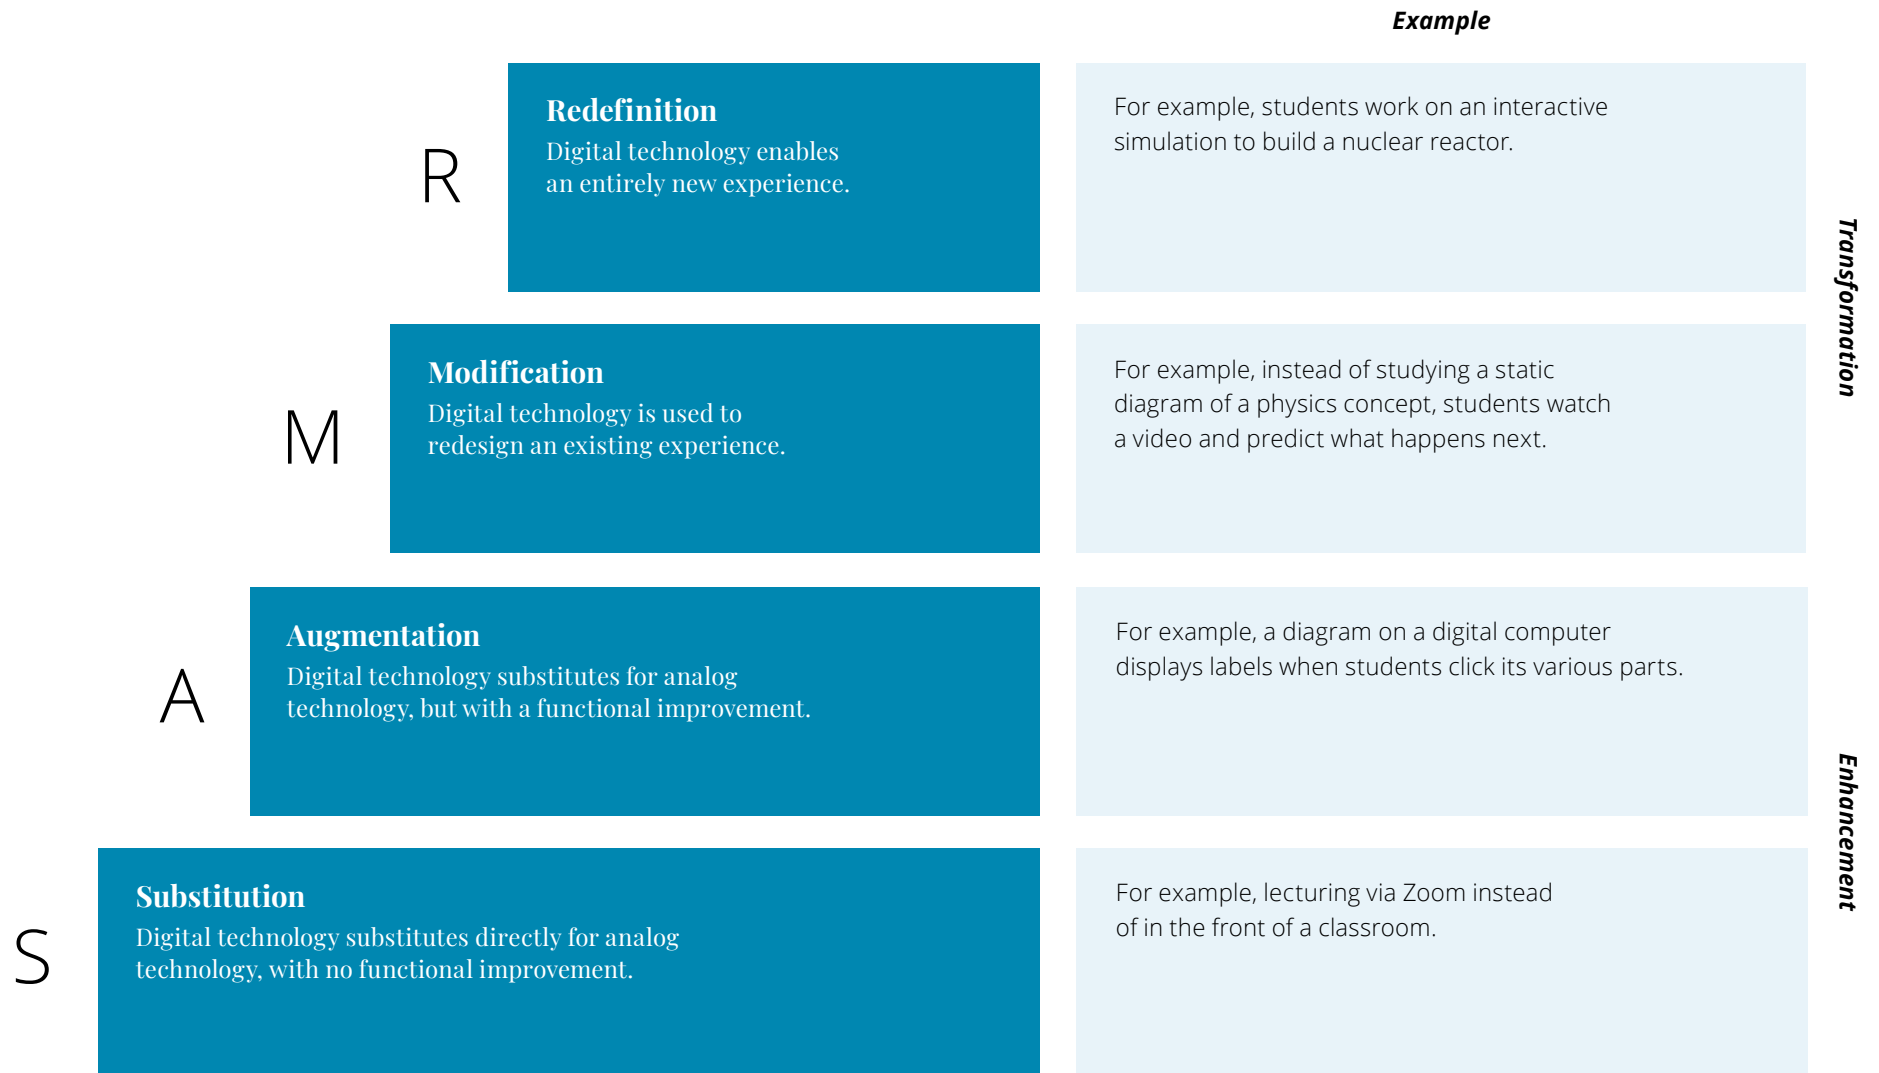 Example
R
Redefinition
Digital technology enables
an entirely new experience.
For example, students work on an interactive
simulation to build a nuclear reactor.
Transformation
M
Modification
Digital technology is used to
redesign an existing experience.
For example, instead of studying a static
diagram of a physics concept, students watch
a video and predict what happens next.
A
Augmentation
Digital technology substitutes for analog
technology, but with a functional improvement.
For example, a diagram on a digital computer
displays labels when students click its various parts.
Enhancement
S
Substitution
Digital technology substitutes directly for analog
technology, with no functional improvement.
For example, lecturing via Zoom instead
of in the front of a classroom.